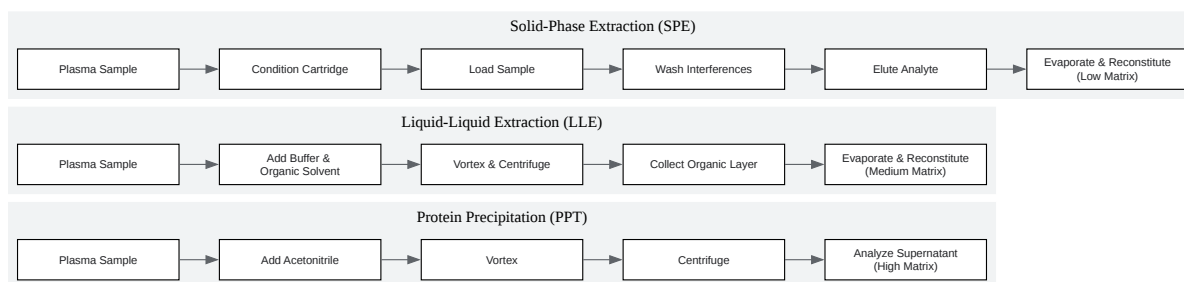 Solid-Phase Extraction (SPE)
Plasma Sample
Condition Cartridge
Load Sample
Wash Interferences
Elute Analyte
Evaporate & Reconstitute
(Low Matrix)
Liquid-Liquid Extraction (LLE)
Plasma Sample
Add Buffer &
Organic Solvent
Vortex & Centrifuge
Collect Organic Layer
Evaporate & Reconstitute
(Medium Matrix)
Protein Precipitation (PPT)
Plasma Sample
Add Acetonitrile
Vortex
Centrifuge
Analyze Supernatant
(High Matrix)